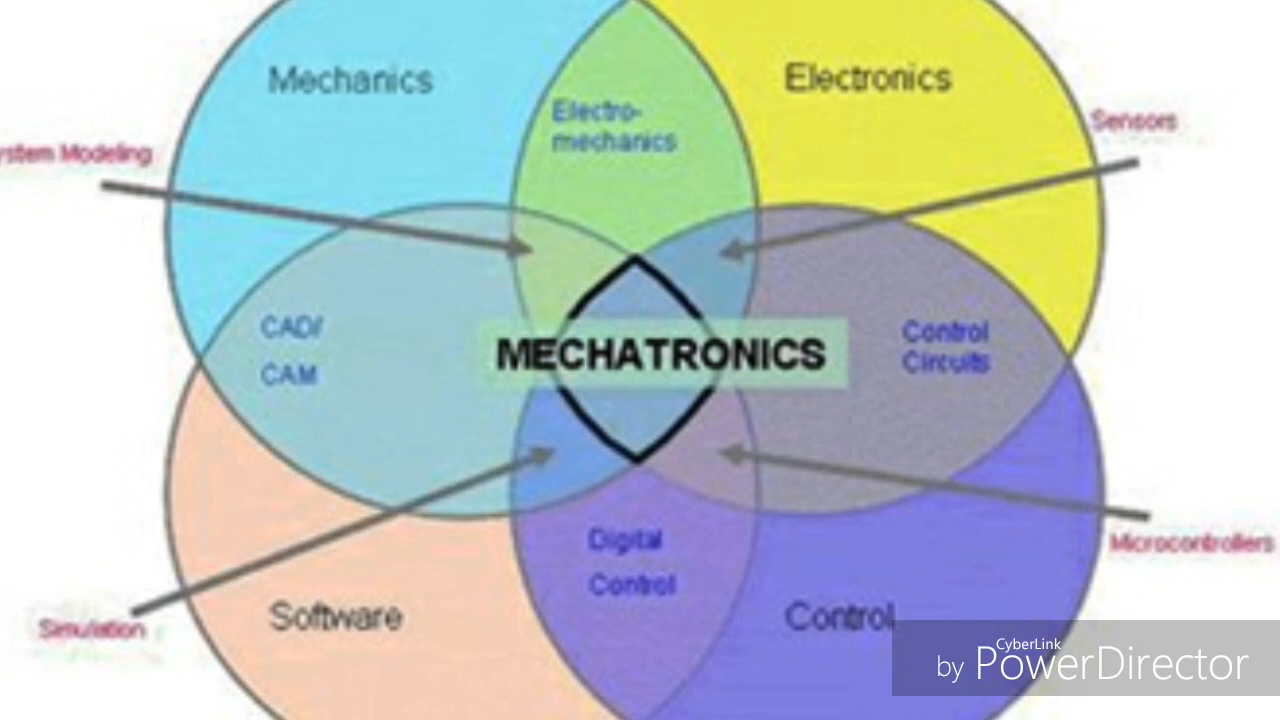 Mechanics
Electronics
Electro-
mechanics
Sensors
ystem Modeling
CAD/
CAM
MECHATRONICS
Control
Circuits
Digital
Control
Microcontrollers
Simulation
Software
Control
CyberLink
by PowerDirector